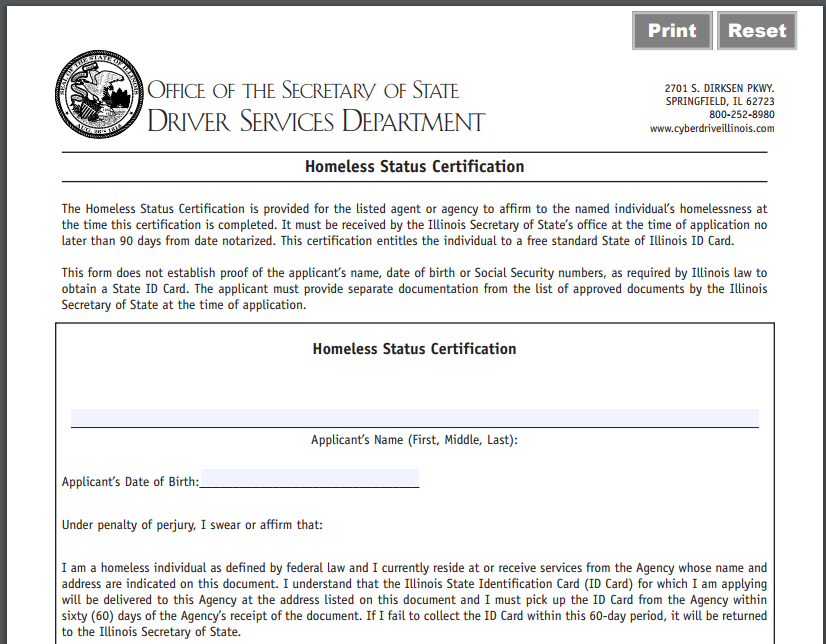 Print Reset
SEAL OF THE STATE OF ILLINOIS
AUG. 26TH 1818
OFFICE OF THE SECRETARY OF STATE
DRIVER SERVICES DEPARTMENT
2701 S. DIRKSEN PKWY.
SPRINGFIELD, IL 62723
800-252-8980
www.cyberdriveillinois.com
Homeless Status Certification
The Homeless Status Certification is provided for the listed agent or agency to affirm to the named individual's homelessness at
the time this certification is completed. It must be received by the Illinois Secretary of State's office at the time of application no
later than 90 days from date notarized. This certification entitles the individual to a free standard State of Illinois ID Card.
This form does not establish proof of the applicant's name, date of birth or Social Security numbers, as required by Illinois law to
obtain a State ID Card. The applicant must provide separate documentation from the list of approved documents by the Illinois
Secretary of State at the time of application.
Homeless Status Certification
Applicant's Name (First, Middle, Last):
Applicant's Date of Birth:
Under penalty of perjury, I swear or affirm that:
I am a homeless individual as defined by federal law and I currently reside at or receive services from the Agency whose name and
address are indicated on this document. I understand that the Illinois State Identification Card (ID Card) for which I am applying
will be delivered to this Agency at the address listed on this document and I must pick up the ID Card from the Agency within
sixty (60) days of the Agency's receipt of the document. If I fail to collect the ID Card within this 60-day period, it will be returned
to the Illinois Secretary of State.